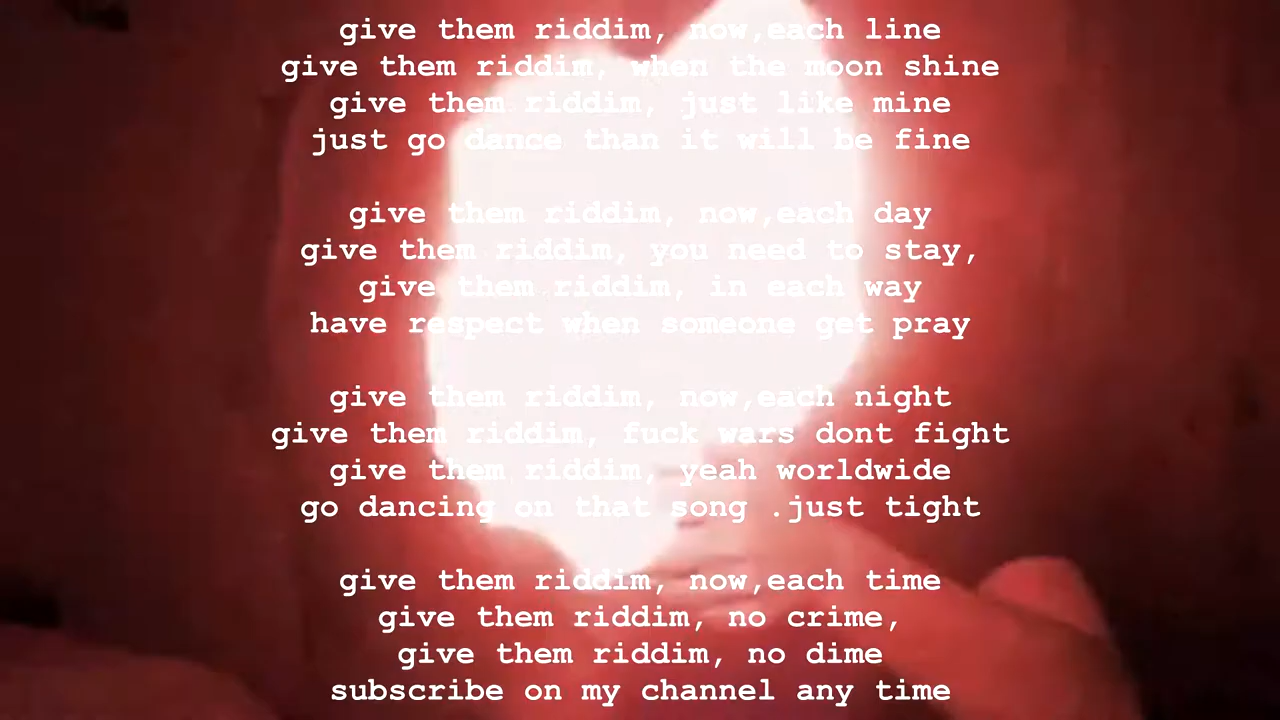 give them riddim, now,each line
give them riddim, when the moon shine
give them riddim, just like mine
just go dance than it will be fine
give them riddim, now,each day
give them riddim, you need to stay,
give them riddim, in each way
have respect when someone get pray
give them riddim, now,each night
give them riddim, fuck wars dont fight
give them riddim, yeah worldwide
go dancing on that song .just tight
give them riddim, now,each time
give them riddim, no crime,
give them riddim, no dime
subscribe on my channel any time